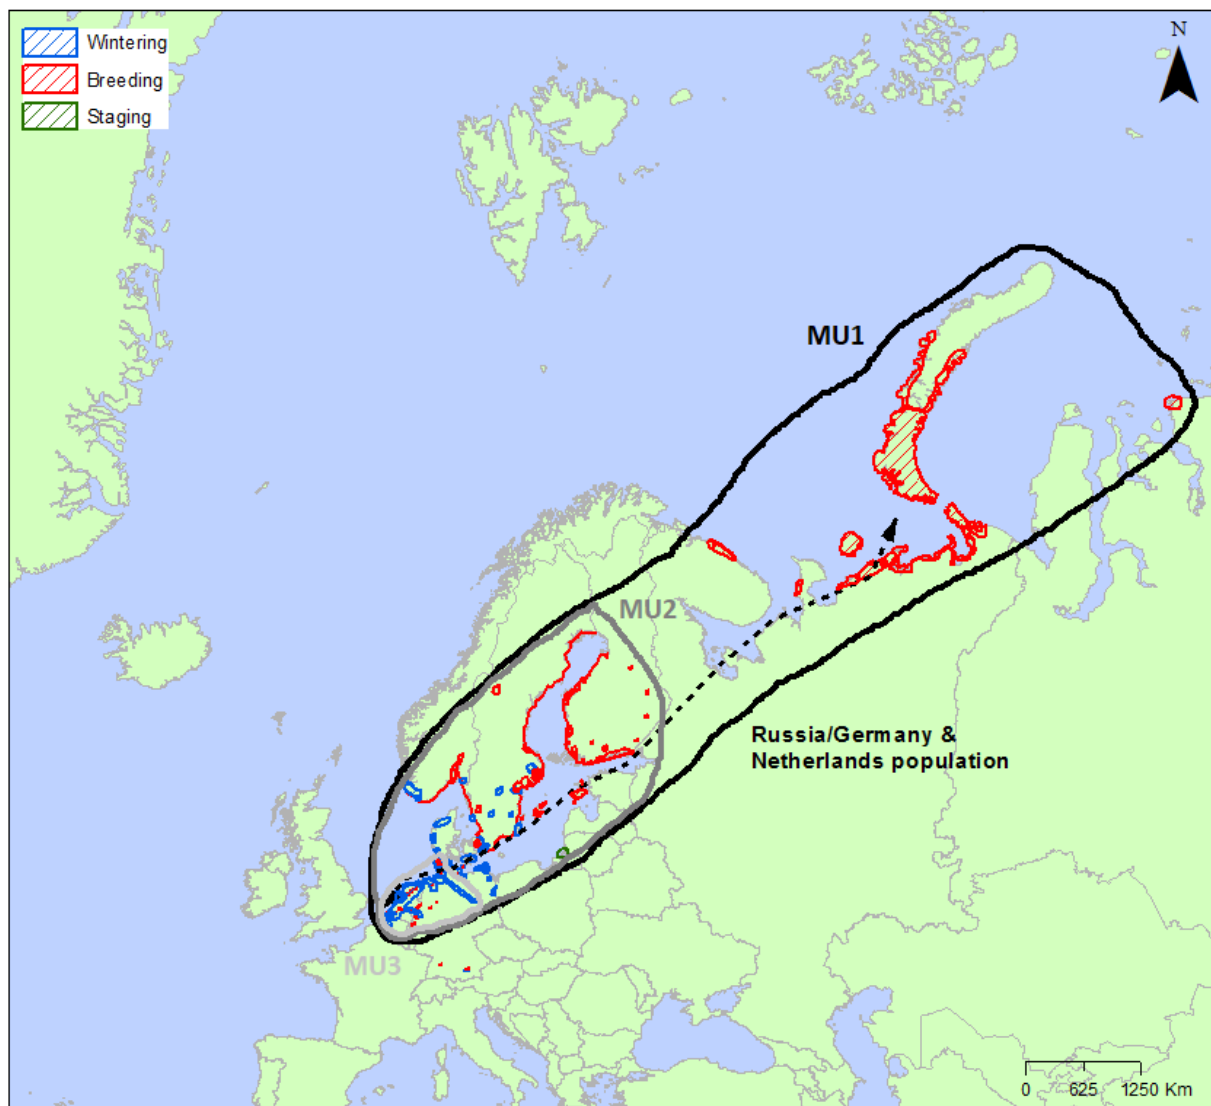 Wintering
Breeding
Staging
N
MU1
MU2
Russia/Germany &
Netherlands population
MU3
0 625 1250 Km